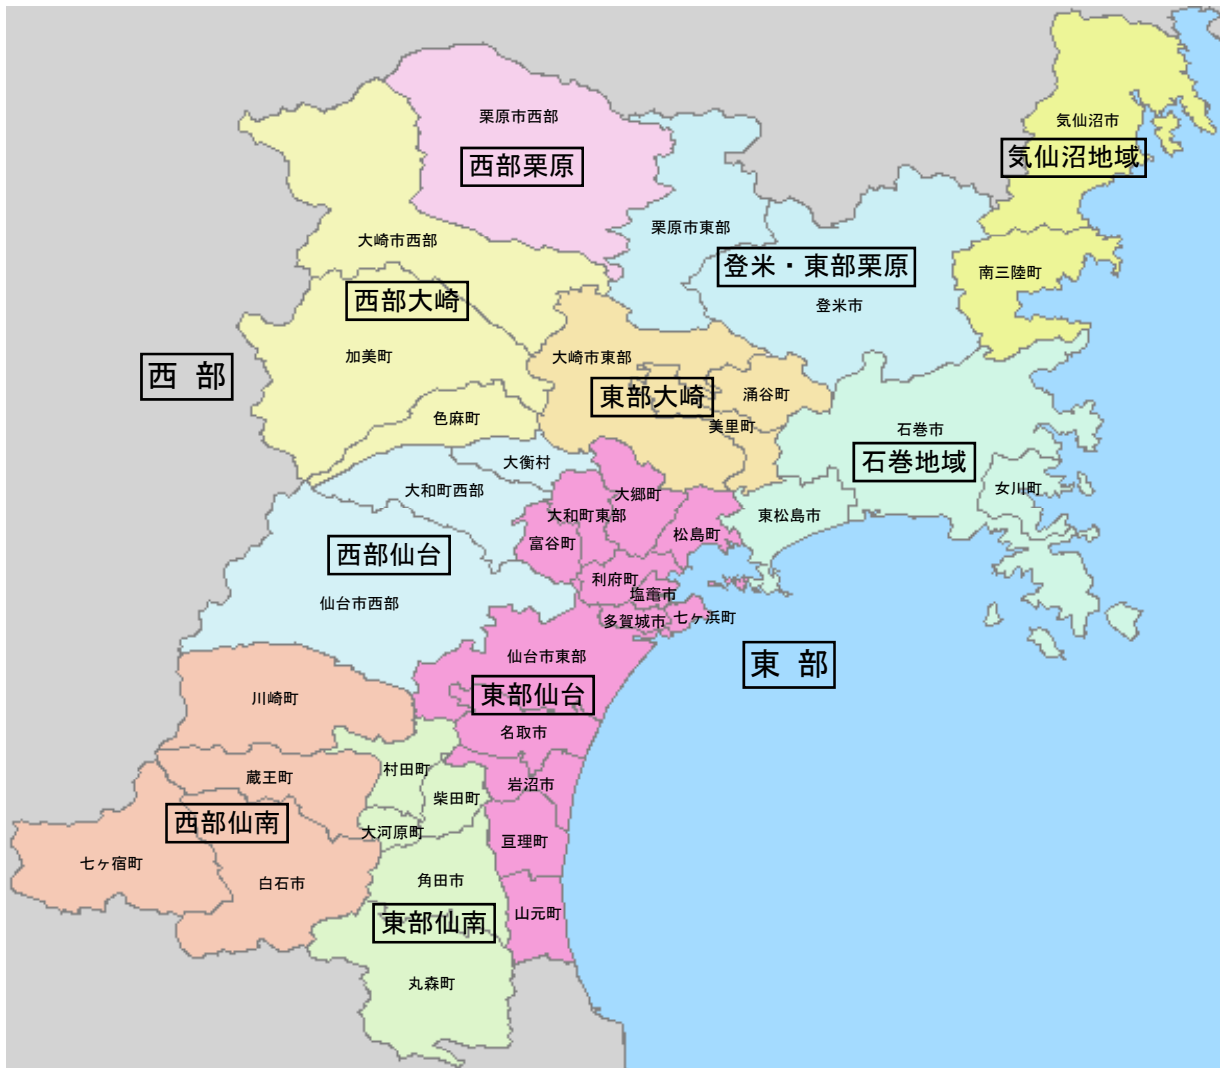 気仙沼市
栗原市西部
気仙沼地域
西部栗原
栗原市東部
大崎市西部
登米・東部栗原
南三陸町
西部大崎
登米市
加美町
大崎市東部
西 部
東部大崎
涌谷町
色麻町
美里町
石巻市
大衡村
石巻地域
大和町西部
大郷町
女川町
大和町東部
東松島市
富谷町
松島町
西部仙台
利府町
塩竈市
仙台市西部
多賀城市
七ヶ浜町
仙台市東部
東 部
川崎町
東部仙台
名取市
村田町
蔵王町
岩沼市
柴田町
西部仙南
大河原町
亘理町
七ヶ宿町
白石市
角田市
山元町
東部仙南
丸森町